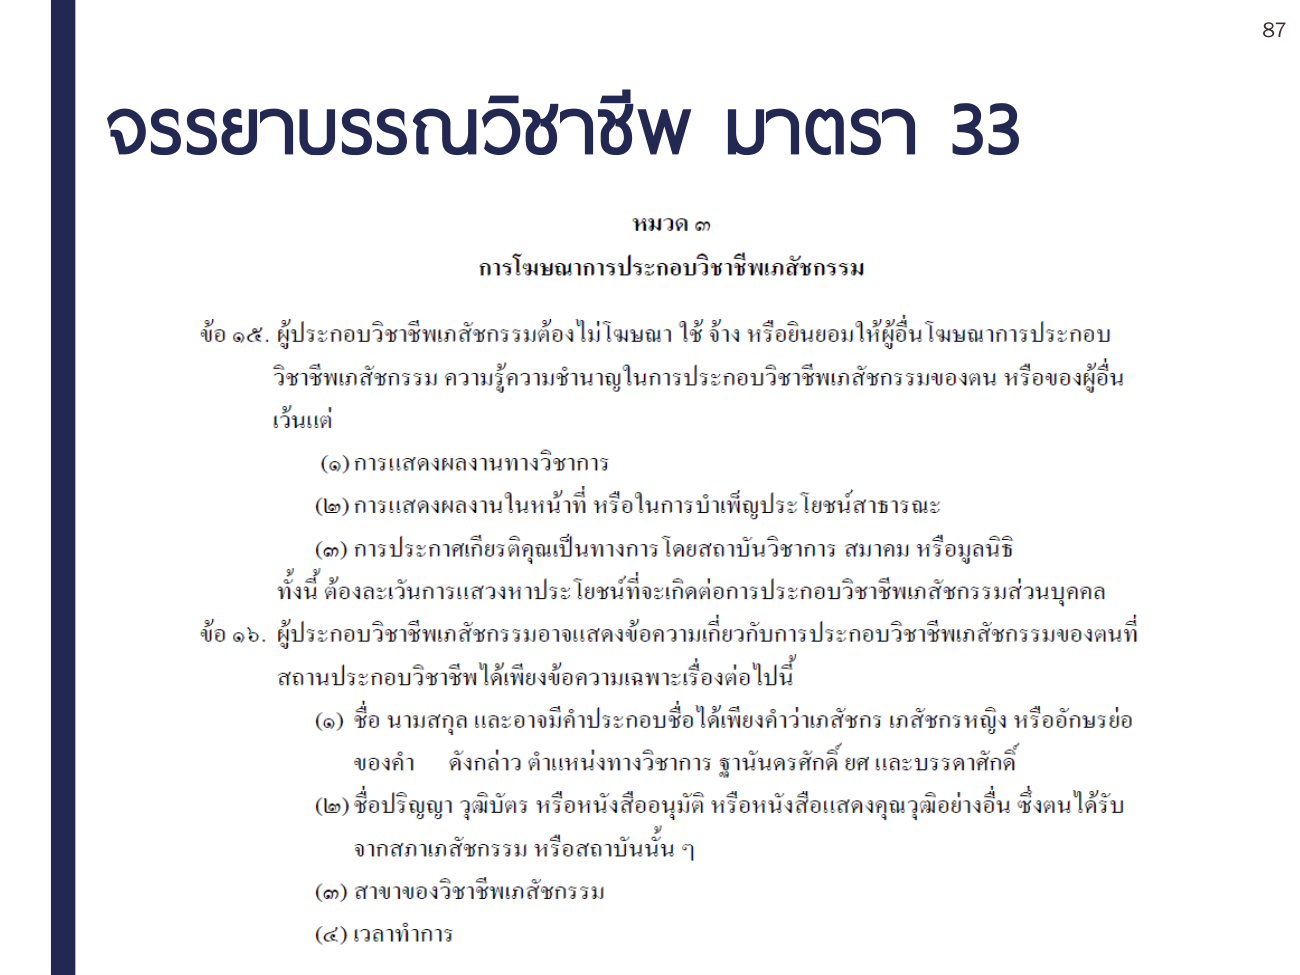 87
จรรยาบรรณวิชาชีพ มาตรา 33
หมวด ๓
การโฆษณาการประกอบวิชาชีพเภสัชกรรม
ข้อ ๑๕. ผู้ประกอบวิชาชีพเภสัชกรรมต้องไม่โฆษณา ใช้ จ้าง หรือยินยอมให้ผู้อื่นโฆษณาการประกอบ
วิชาชีพเภสัชกรรม ความรู้ความชำนาญในการประกอบวิชาชีพเภสัชกรรมของตน หรือของผู้อื่น
เว้นแต่
(๑) การแสดงผลงานทางวิชาการ
(๒) การแสดงผลงานในหน้าที่ หรือในการบำเพ็ญประโยชน์สาธารณะ
(๓) การประกาศเกียรติคุณเป็นทางการโดยสถาบันวิชาการ สมาคม หรือมูลนิธิ
ทั้งนี้ ต้องละเว้นการแสวงหาประโยชน์ที่จะเกิดต่อการประกอบวิชาชีพเภสัชกรรมส่วนบุคคล
ข้อ ๑๖. ผู้ประกอบวิชาชีพเภสัชกรรมอาจแสดงข้อความเกี่ยวกับการประกอบวิชาชีพเภสัชกรรมของตนที่
สถานประกอบวิชาชีพได้เพียงข้อความเฉพาะเรื่องต่อไปนี้
(๑) ชื่อ นามสกุล และอาจมีคำประกอบชื่อได้เพียงคำว่าเภสัชกร เภสัชกรหญิง หรืออักษรย่อ
ของคำ ดังกล่าว ตำแหน่งทางวิชาการ ฐานันดรศักดิ์ ยศ และบรรดาศักดิ์
(๒) ชื่อปริญญา วุฒิบัตร หรือหนังสืออนุมัติ หรือหนังสือแสดงคุณวุฒิอย่างอื่น ซึ่งตนได้รับ
จากสภาเภสัชกรรม หรือสถาบันนั้น ๆ
(๓) สาขาของวิชาชีพเภสัชกรรม
(๔) เวลาทำการ